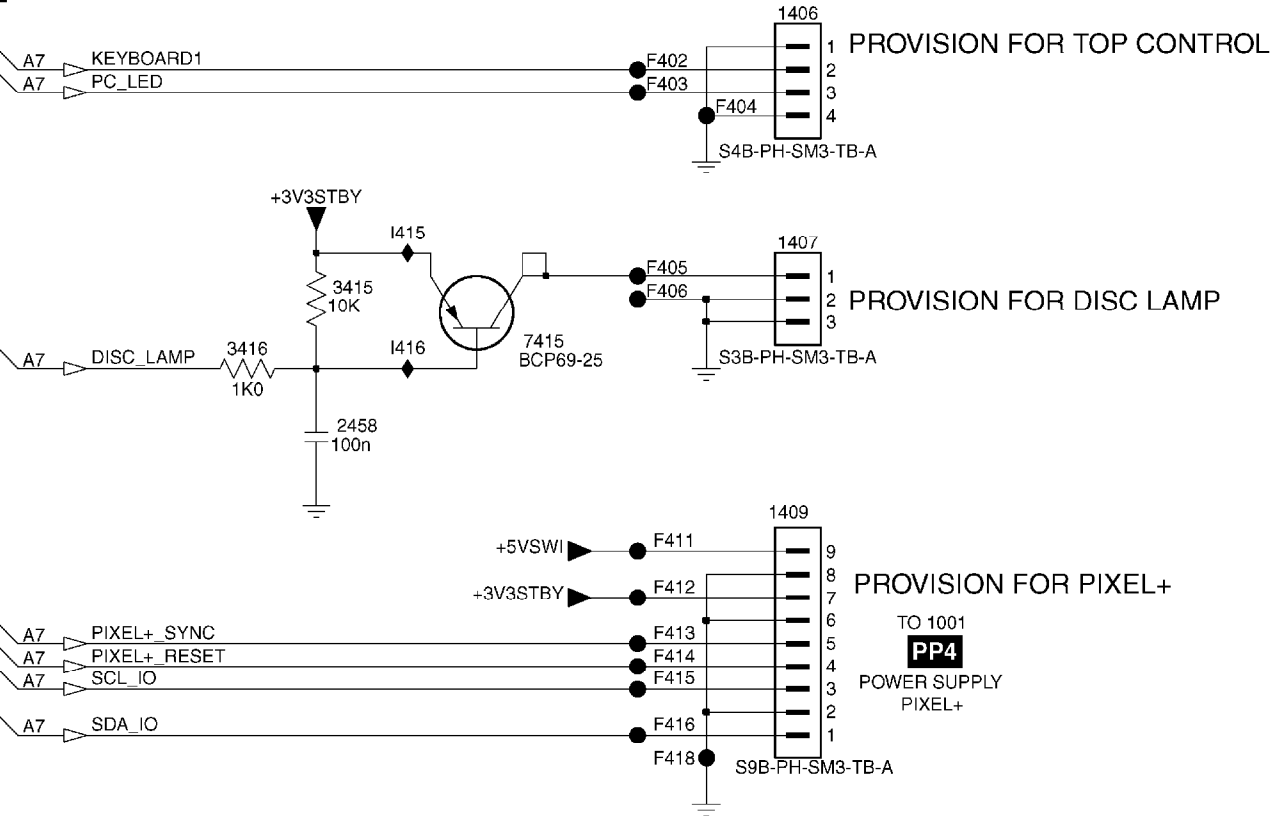 1406
A7 KEYBOARD1 F402 1 PROVISION FOR TOP CONTROL
A7 PC_LED F403 2
3
F404 4
S4B-PH-SM3-TB-A
+3V3STBY
I415
1407
3415
10K
F405 1
F406 2 PROVISION FOR DISC LAMP
3
7415
BCP69-25
S3B-PH-SM3-TB-A
A7 DISC_LAMP 3416
1K0
I416
2458
100n
1409
+5VSWI F411 9
8 PROVISION FOR PIXEL+
+3V3STBY F412 7
6 TO 1001
A7 PIXEL+_SYNC F413 5
A7 PIXEL+_RESET F414 4 PP4
A7 SCL_IO F415 3 POWER SUPPLY
2 PIXEL+
A7 SDA_IO F416 1
F418 S9B-PH-SM3-TB-A